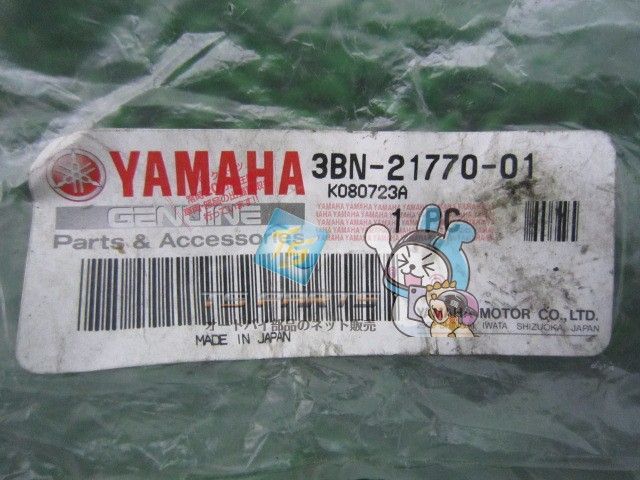 YAMAHA
3BN-21770-01
K080723A
GENUINE
Parts & Accessories
1 PC
オートバイ部品のネット販売
MADE IN JAPAN
MOTOR CO., LTD.
IWATA SHIZUOKA JAPAN